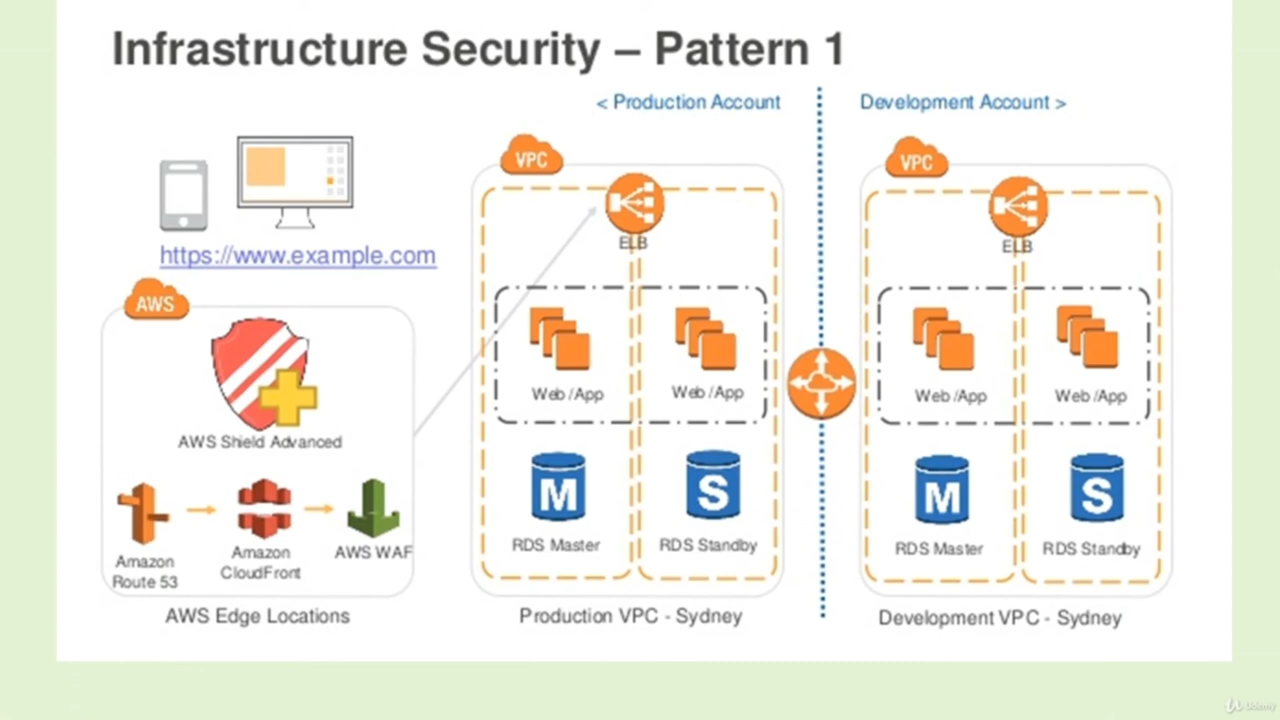 Infrastructure Security – Pattern 1
< Production Account
Development Account >
https://www.example.com
AWS
AWS Shield Advanced
Amazon
Route 53
Amazon
CloudFront
AWS WAF
AWS Edge Locations
VPC
ELB
Web /App
Web /App
M
S
RDS Master
RDS Standby
Production VPC - Sydney
VPC
ELB
Web /App
Web /App
M
S
RDS Master
RDS Standby
Development VPC - Sydney
Udemy